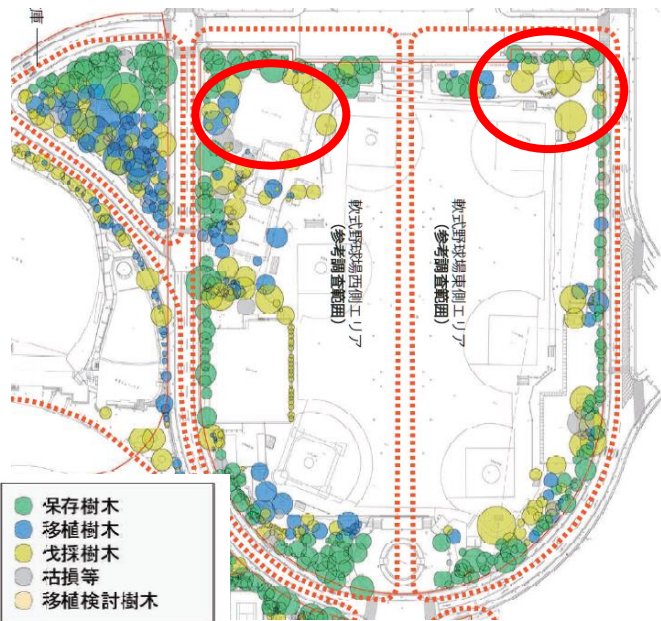 庫
軟式野球場西側エリア
(参考調査範囲)
軟式野球場東側エリア
(参考調査範囲)
保存樹木
移植樹木
伐採樹木
枯損等
移植検討樹木